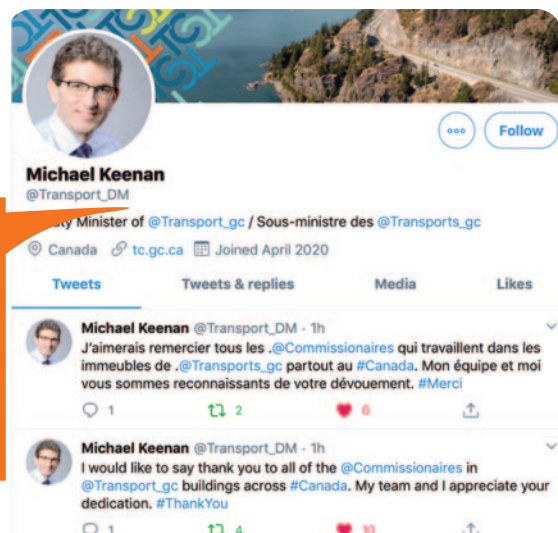 Follow
Michael Keenan
@Transport_DM
Minister of @Transport_gc / Sous-ministre des @Transports_gc
Canada tc.gc.ca Joined April 2020
Tweets Tweets & replies Media Likes
Michael Keenan @Transport_DM · 1h
J'aimerais remercier tous les .@Commissionaires qui travaillent dans les
immeubles de .@Transports_gc partout au #Canada. Mon équipe et moi
vous sommes reconnaissants de votre dévouement. #Merci
1 2 6
Michael Keenan @Transport_DM · 1h
I would like to say thank you to all of the @Commissionaires in
@Transport_gc buildings across #Canada. My team and I appreciate your
dedication. #ThankYou
1 4 10